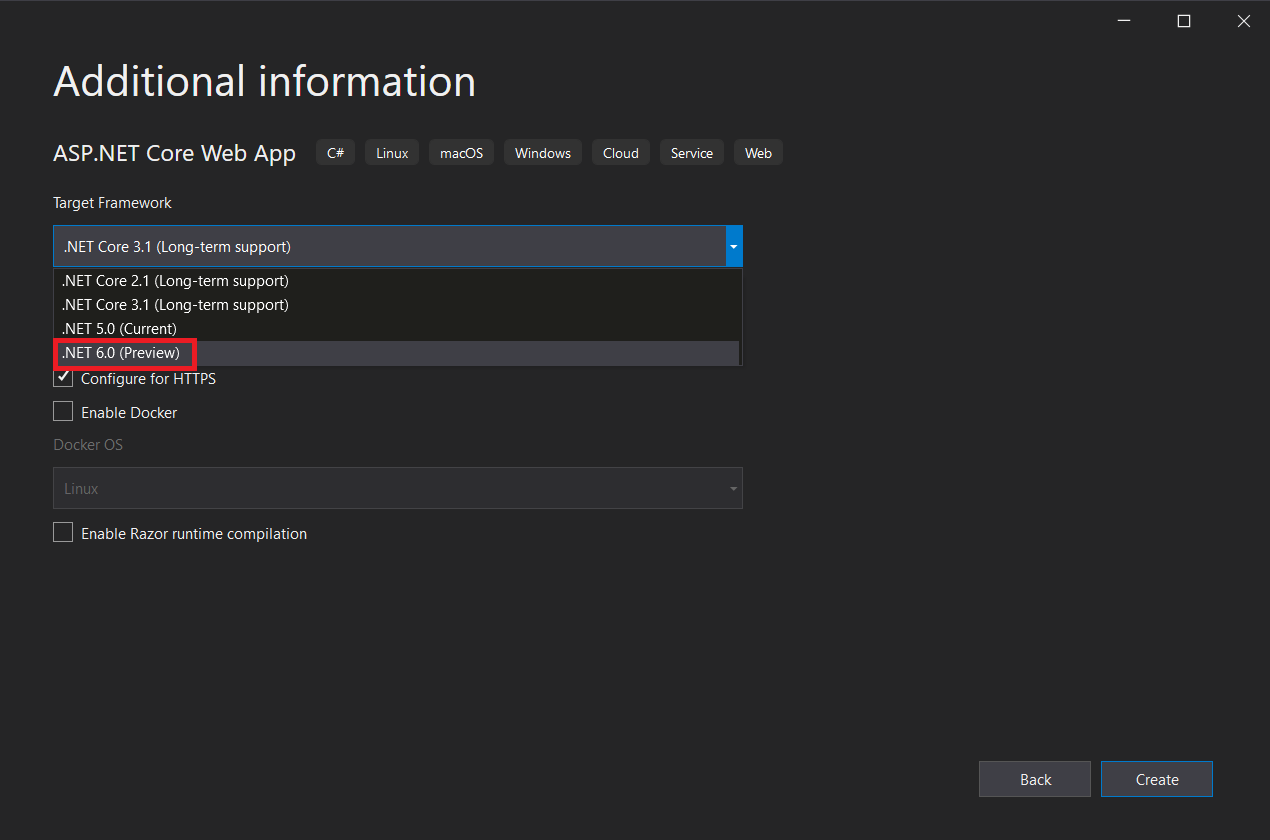 Additional information
ASP.NET Core Web App C# Linux macOS Windows Cloud Service Web
Target Framework
.NET Core 3.1 (Long-term support)
.NET Core 2.1 (Long-term support)
.NET Core 3.1 (Long-term support)
.NET 5.0 (Current)
.NET 6.0 (Preview)
Configure for HTTPS
Enable Docker
Docker OS
Linux
Enable Razor runtime compilation
Back Create